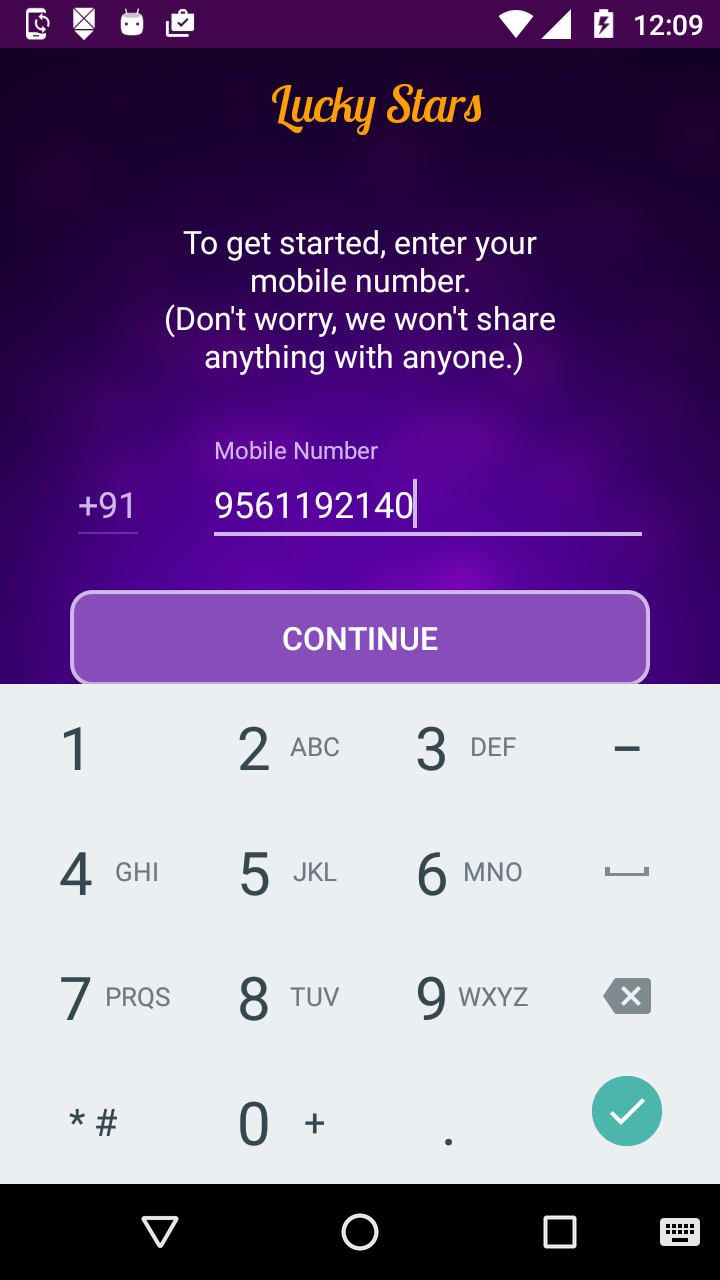 12:09
Lucky Stars
To get started, enter your
mobile number.
(Don't worry, we won't share
anything with anyone.)
Mobile Number
+91 9561192140
CONTINUE
1 2 ABC 3 DEF –
4 GHI 5 JKL 6 MNO
7 PRQS 8 TUV 9 WXYZ
* # 0 + .